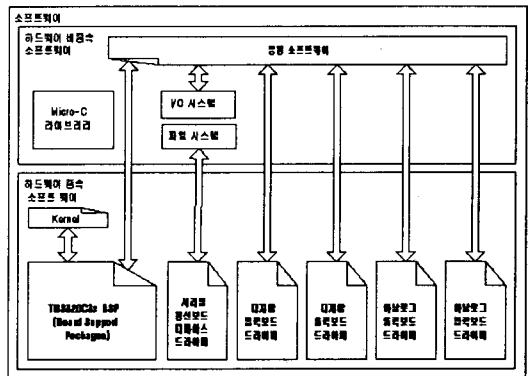 소프트웨어
하드웨어 비종속
소프트웨어
응용 소프트웨어
Micro-C
라이브러리
I/O 시스템
파일 시스템
하드웨어 종속
소프트 웨어
Kernel
BSP
(Board Support
Packages)
시리얼
통신보드
디바이스
드라이버
디지탈
입력보드
드라이버
디지탈
출력보드
드라이버
아날로그
출력보드
드라이버
아날로그
입력보드
드라이버